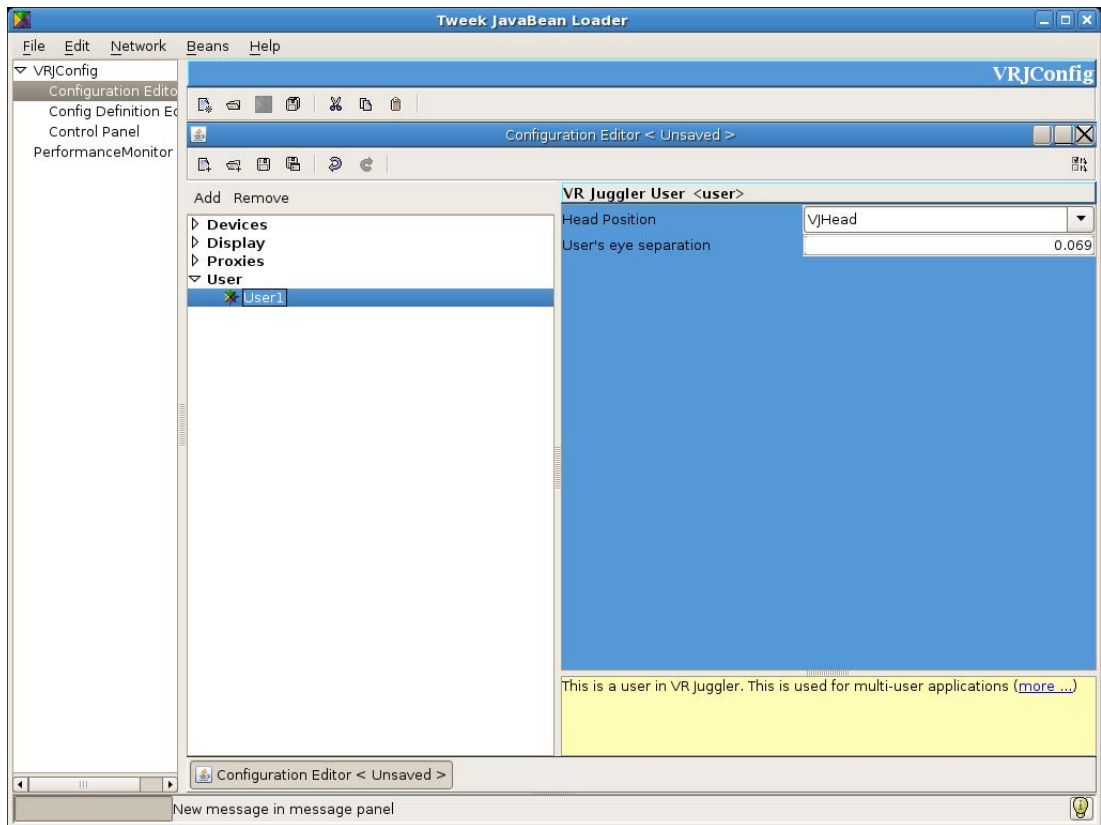 Tweek JavaBean Loader
File Edit Network Beans Help
VRJConfig
Configuration Edito
Config Definition Ec
Control Panel
PerformanceMonitor
VRJConfig
Configuration Editor < Unsaved >
Add Remove
Devices
Display
Proxies
User
User1
VR Juggler User <user>
Head Position VJHead
User's eye separation 0.069
This is a user in VR Juggler. This is used for multi-user applications (more ...)
Configuration Editor < Unsaved >
New message in message panel